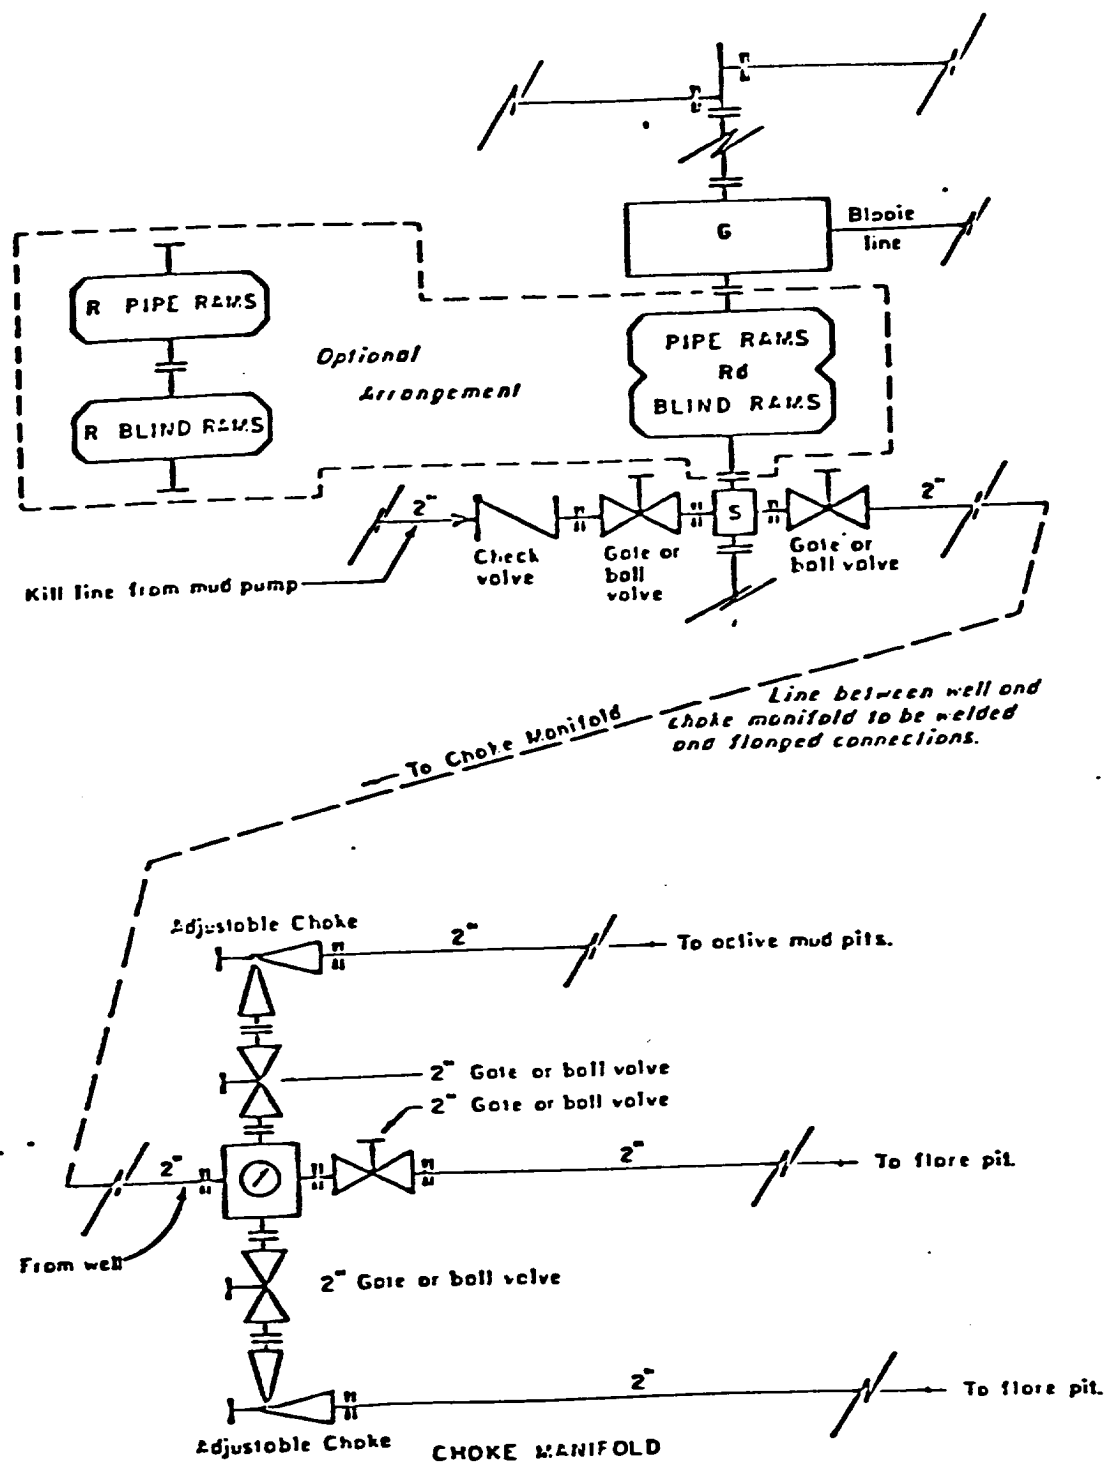 G
Blooie
line
R PIPE RAMS
Optional
Arrangement
R BLIND RAMS
PIPE RAMS
Rd
BLIND RAMS
2"
S
2"
Check
valve
Gate or
ball
valve
Gate or
ball valve
Kill line from mud pump
Line between well and
choke manifold to be welded
and flanged connections.
To Choke Manifold
Adjustable Choke
2"
To active mud pits.
2" Gate or ball valve
2" Gate or ball valve
2"
2"
To flare pit.
From well
2" Gate or ball valve
2"
To flare pit.
Adjustable Choke
CHOKE MANIFOLD